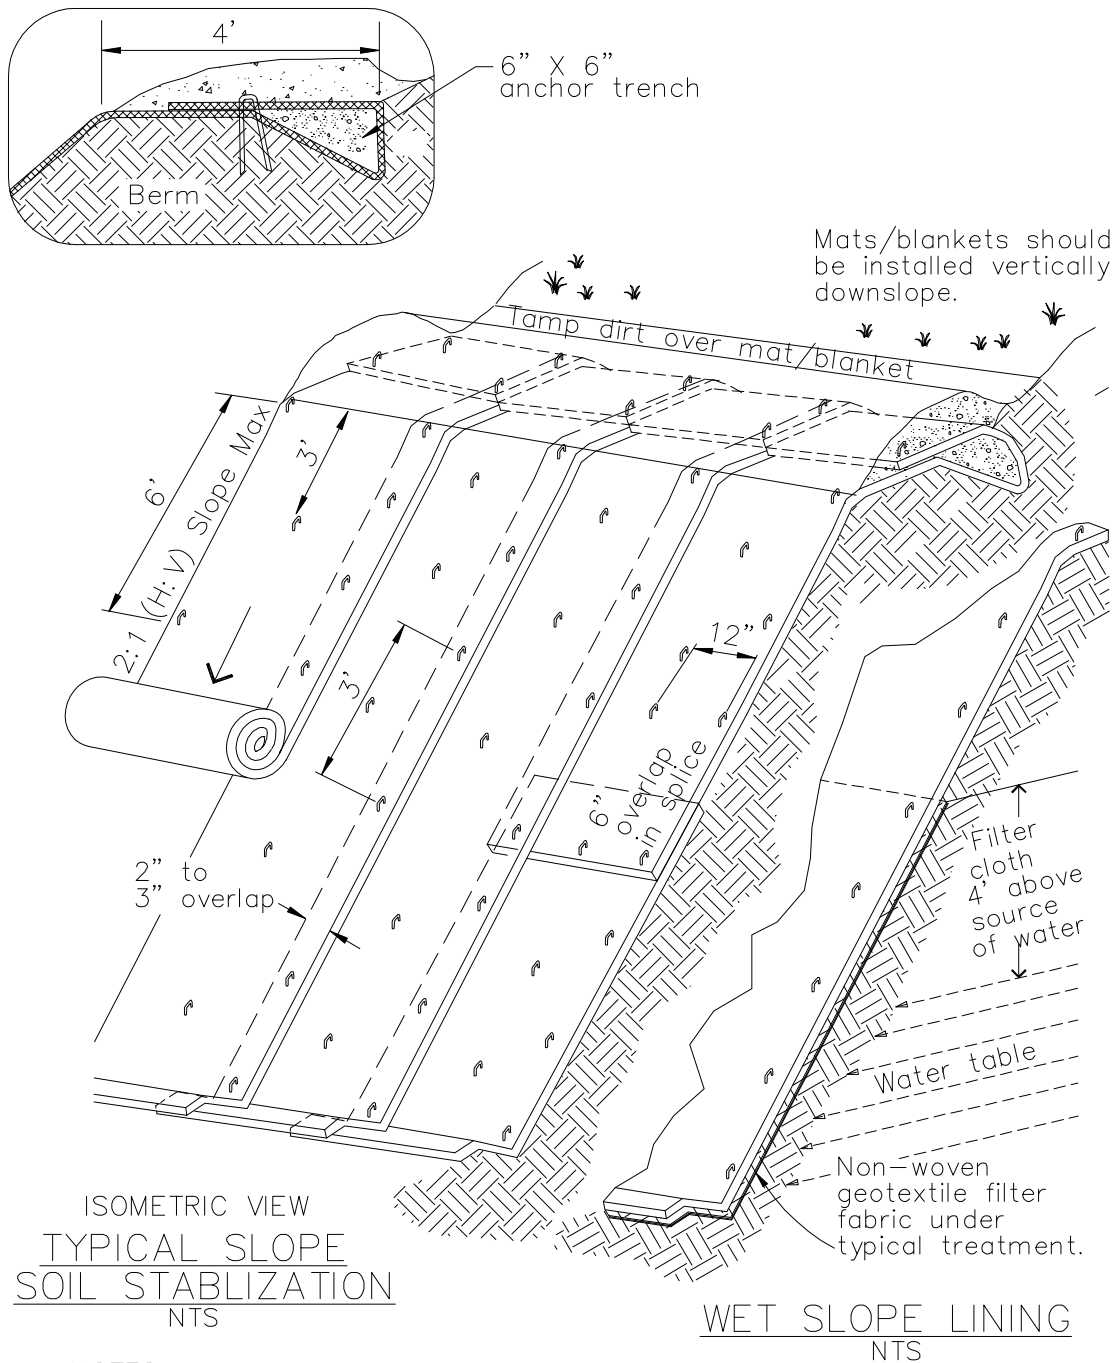 4'
6" X 6"
anchor trench
Berm
Mats/blankets should
be installed vertically
downslope.
Tamp dirt over mat/blanket
6'
3'
2:1 (H: V) Slope Max
3'
12"
6"
overlap
in splice
2" to
3" overlap
Filter
cloth
4' above
source
of water
Water table
Non-woven
geotextile filter
fabric under
typical treatment.
ISOMETRIC VIEW
TYPICAL SLOPE
SOIL STABLIZATION
NTS
WET SLOPE LINING
NTS